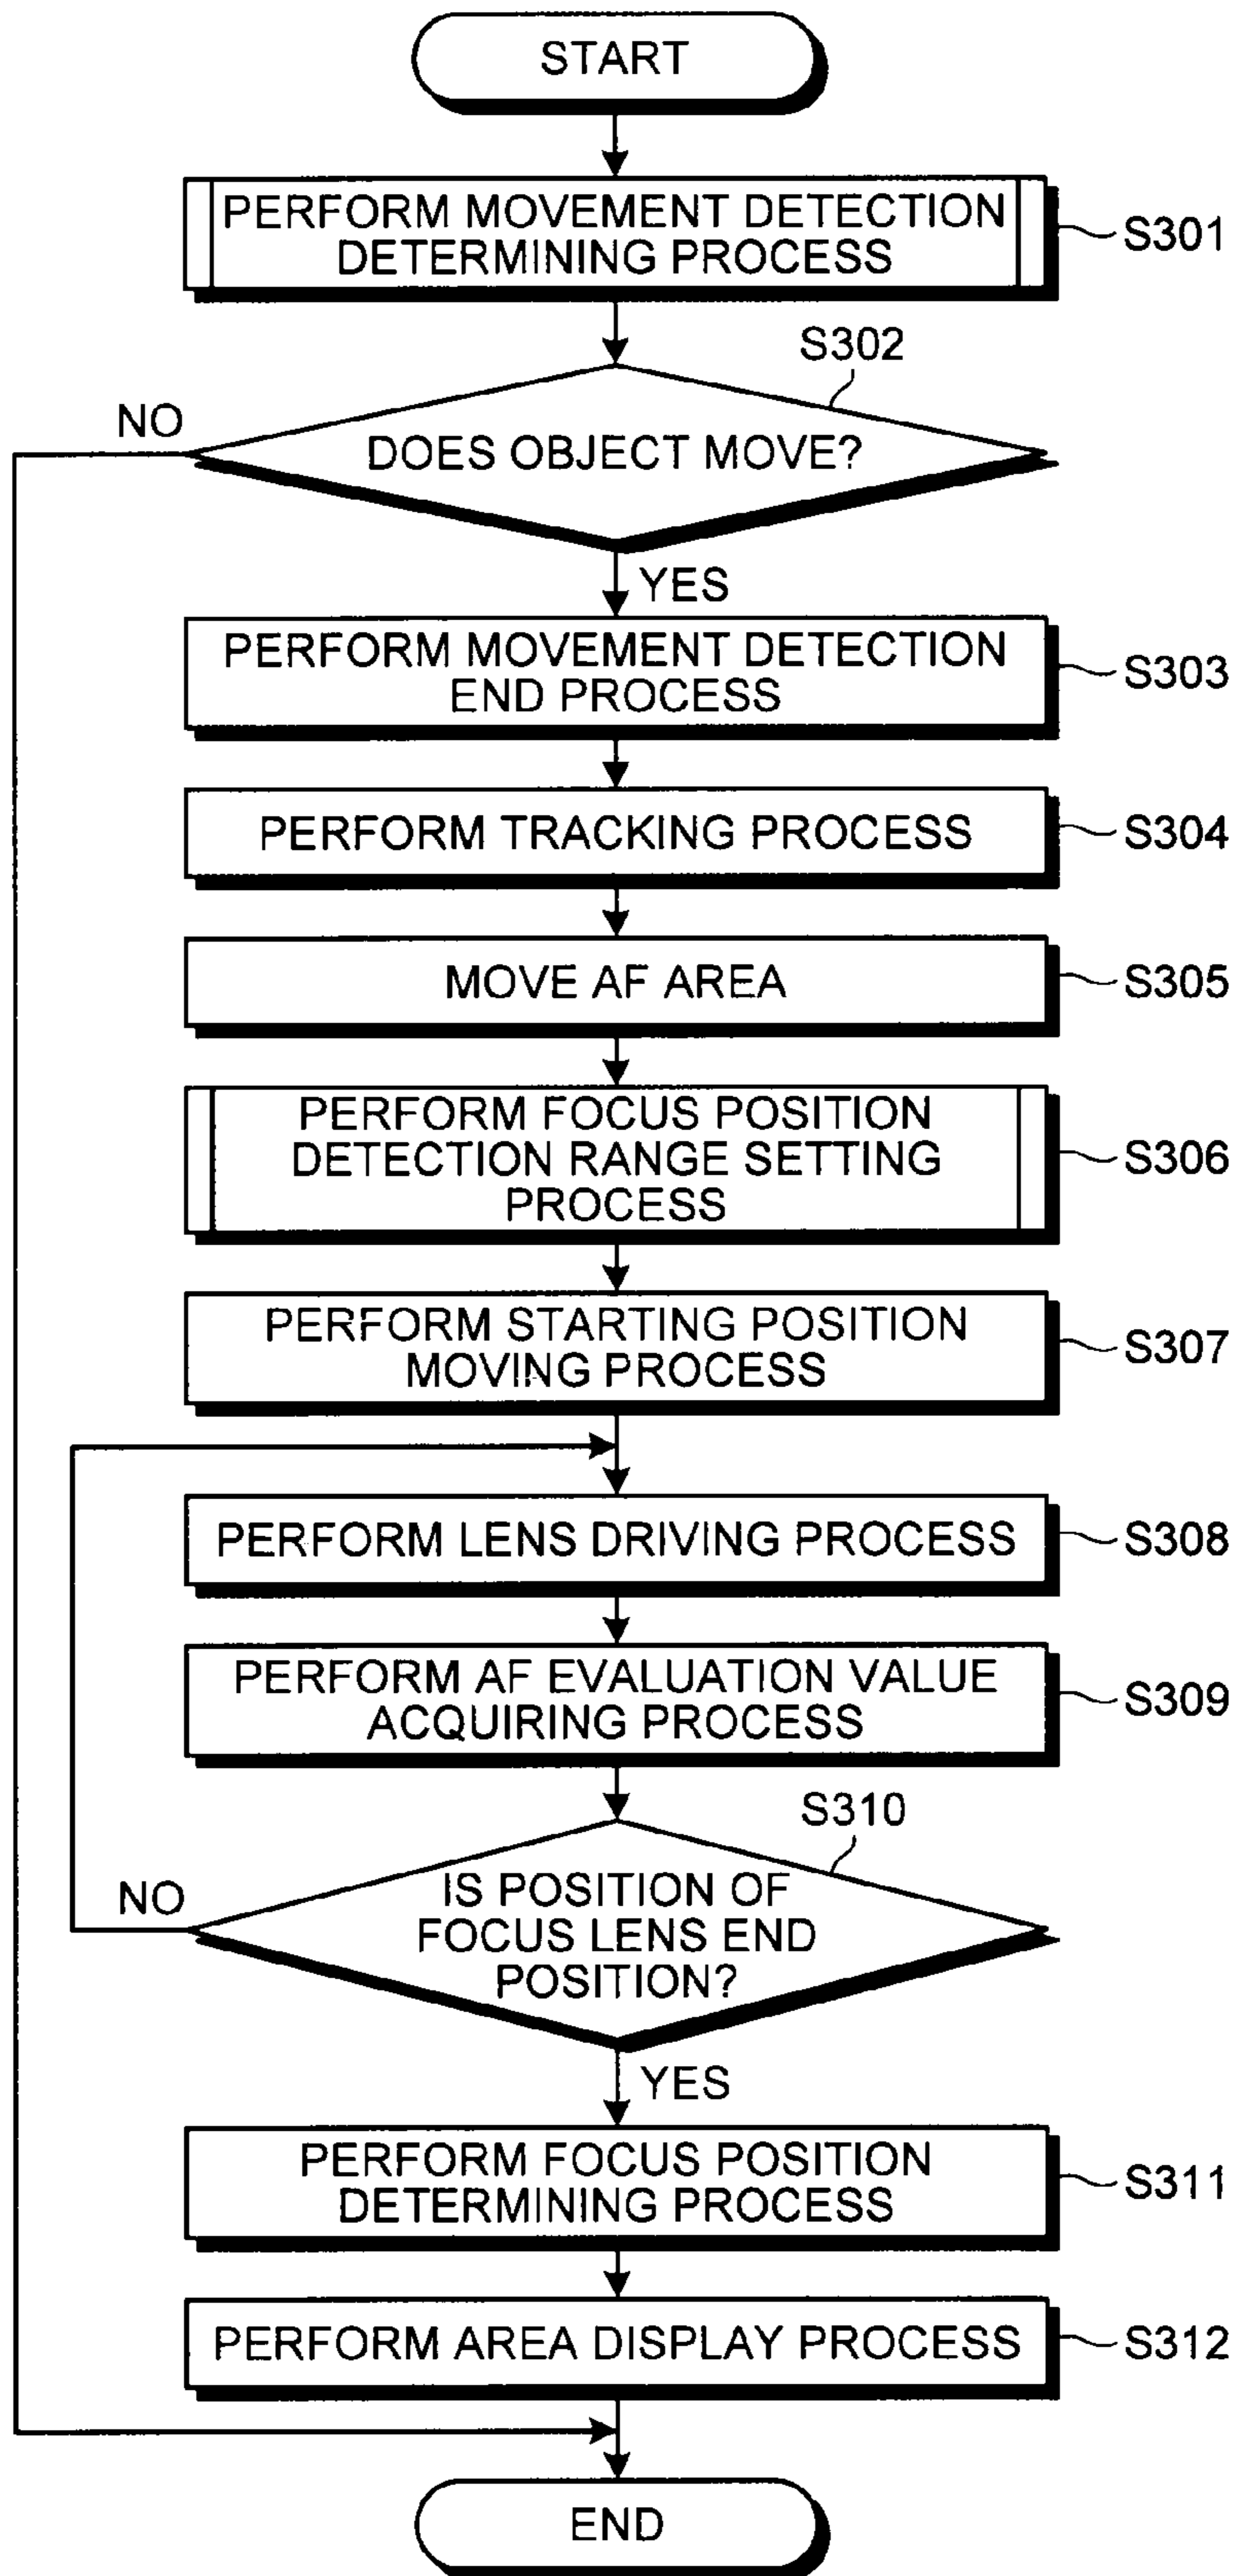 START
PERFORM MOVEMENT DETECTION
DETERMINING PROCESS
S301
S302
NO
DOES OBJECT MOVE?
YES
PERFORM MOVEMENT DETECTION
END PROCESS
S303
PERFORM TRACKING PROCESS
S304
MOVE AF AREA
S305
PERFORM FOCUS POSITION
DETECTION RANGE SETTING
PROCESS
S306
PERFORM STARTING POSITION
MOVING PROCESS
S307
PERFORM LENS DRIVING PROCESS
S308
PERFORM AF EVALUATION VALUE
ACQUIRING PROCESS
S309
S310
NO
IS POSITION OF
FOCUS LENS END
POSITION?
YES
PERFORM FOCUS POSITION
DETERMINING PROCESS
S311
PERFORM AREA DISPLAY PROCESS
S312
END